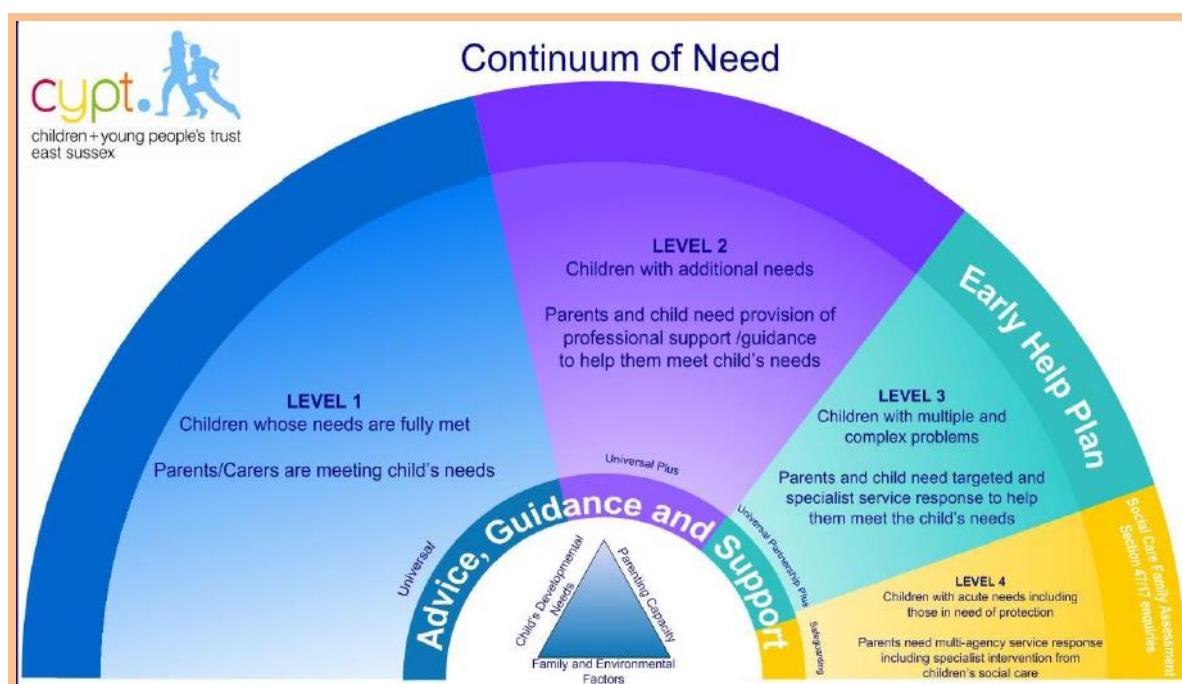 Continuum of Need
cypt.
children+young people's trust
east sussex
LEVEL 1
Children whose needs are fully met
Parents/Carers are meeting child's needs
LEVEL 2
Children with additional needs
Parents and child need provision of
professional support /guidance
to help them meet child's needs
LEVEL 3
Children with multiple and
complex problems
Parents and child need targeted and
specialist service response to help
them meet the child's needs
LEVEL 4
Children with acute needs including
those in need of protection
Parents need multi-agency service response
including specialist intervention from
children's social care
Early Help Plan
Social Care Family Assessment
Section 47/17 enquiries
Universal
Universal Plus
Universal Partnership Plus
Safeguarding
Advice, Guidance and Support
Child's Developmental
Needs
Parenting Capacity
Family and Environmental
Factors